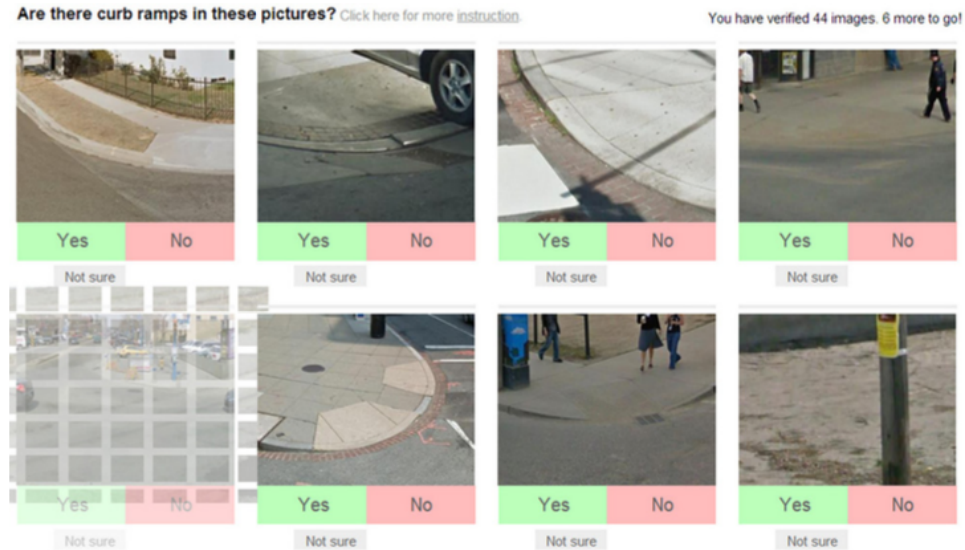 Are there curb ramps in these pictures? Click here for more instruction.
You have verified 44 images. 6 more to go!
Yes No Yes No Yes No Yes No
Not sure Not sure Not sure Not sure
Yes No Yes No Yes No Yes No
Not sure Not sure Not sure Not sure